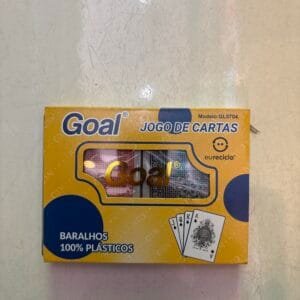 Goal®
Modelo GL5704
JOGO DE CARTAS
eureciclo
Goal®
BARALHOS
100% PLÁSTICOS